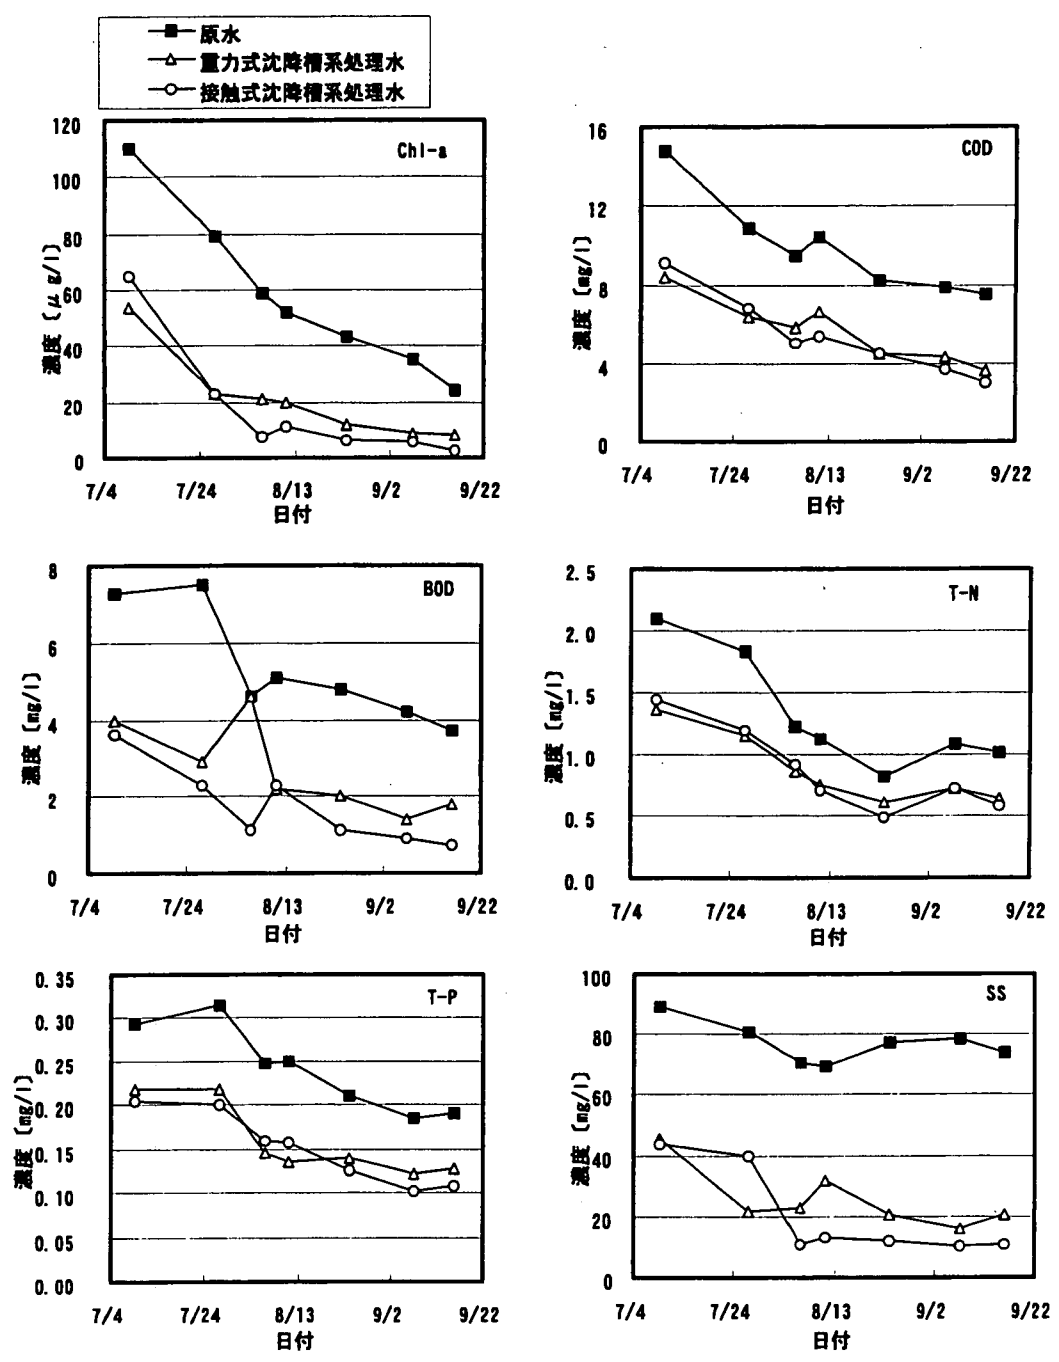 原水
重力式沈降槽系処理水
接触式沈降槽系処理水
Chl-a
濃度 (μg/l)
120
100
80
60
40
20
0
7/4 7/24 8/13 9/2 9/22
日付
COD
濃度 (mg/l)
16
12
8
4
0
7/4 7/24 8/13 9/2 9/22
日付
BOD
濃度 (mg/l)
8
6
4
2
0
7/4 7/24 8/13 9/2 9/22
日付
T-N
濃度 (mg/l)
2.5
2.0
1.5
1.0
0.5
0.0
7/4 7/24 8/13 9/2 9/22
日付
T-P
濃度 (mg/l)
0.35
0.30
0.25
0.20
0.15
0.10
0.05
0.00
7/4 7/24 8/13 9/2 9/22
日付
SS
濃度 (mg/l)
100
80
60
40
20
0
7/4 7/24 8/13 9/2 9/22
日付